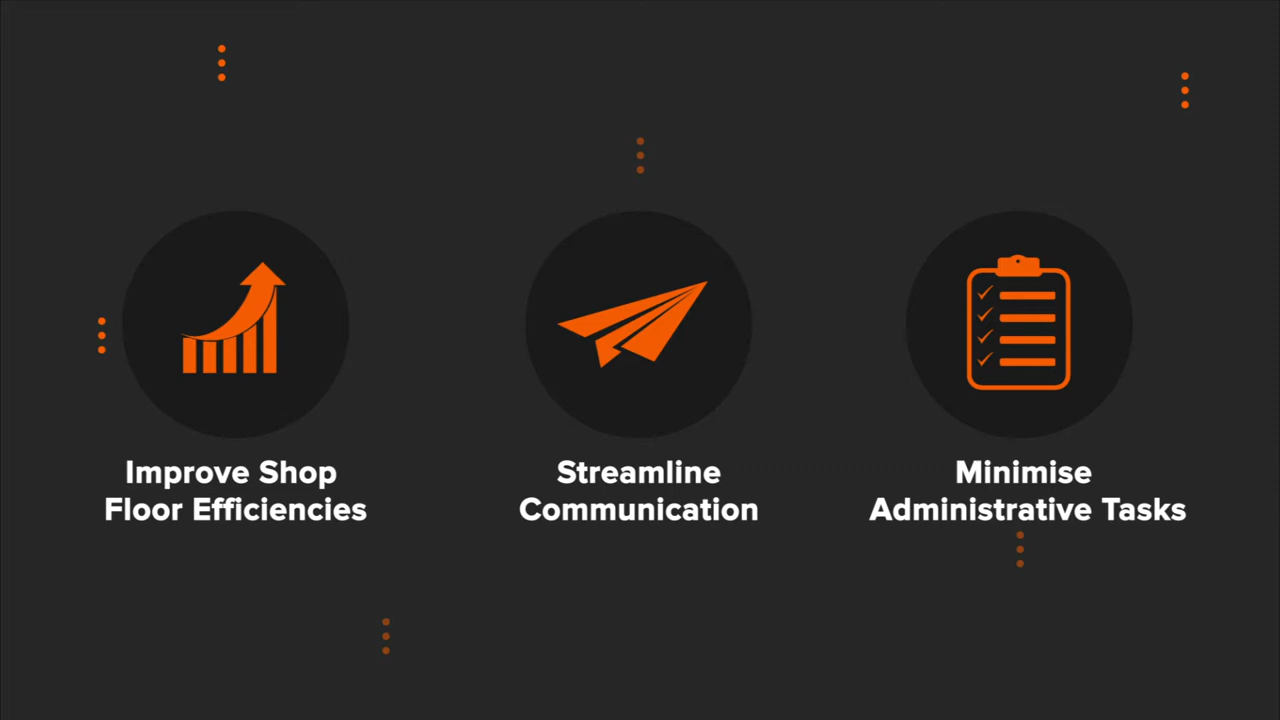 Improve Shop
Floor Efficiencies
Streamline
Communication
Minimise
Administrative Tasks